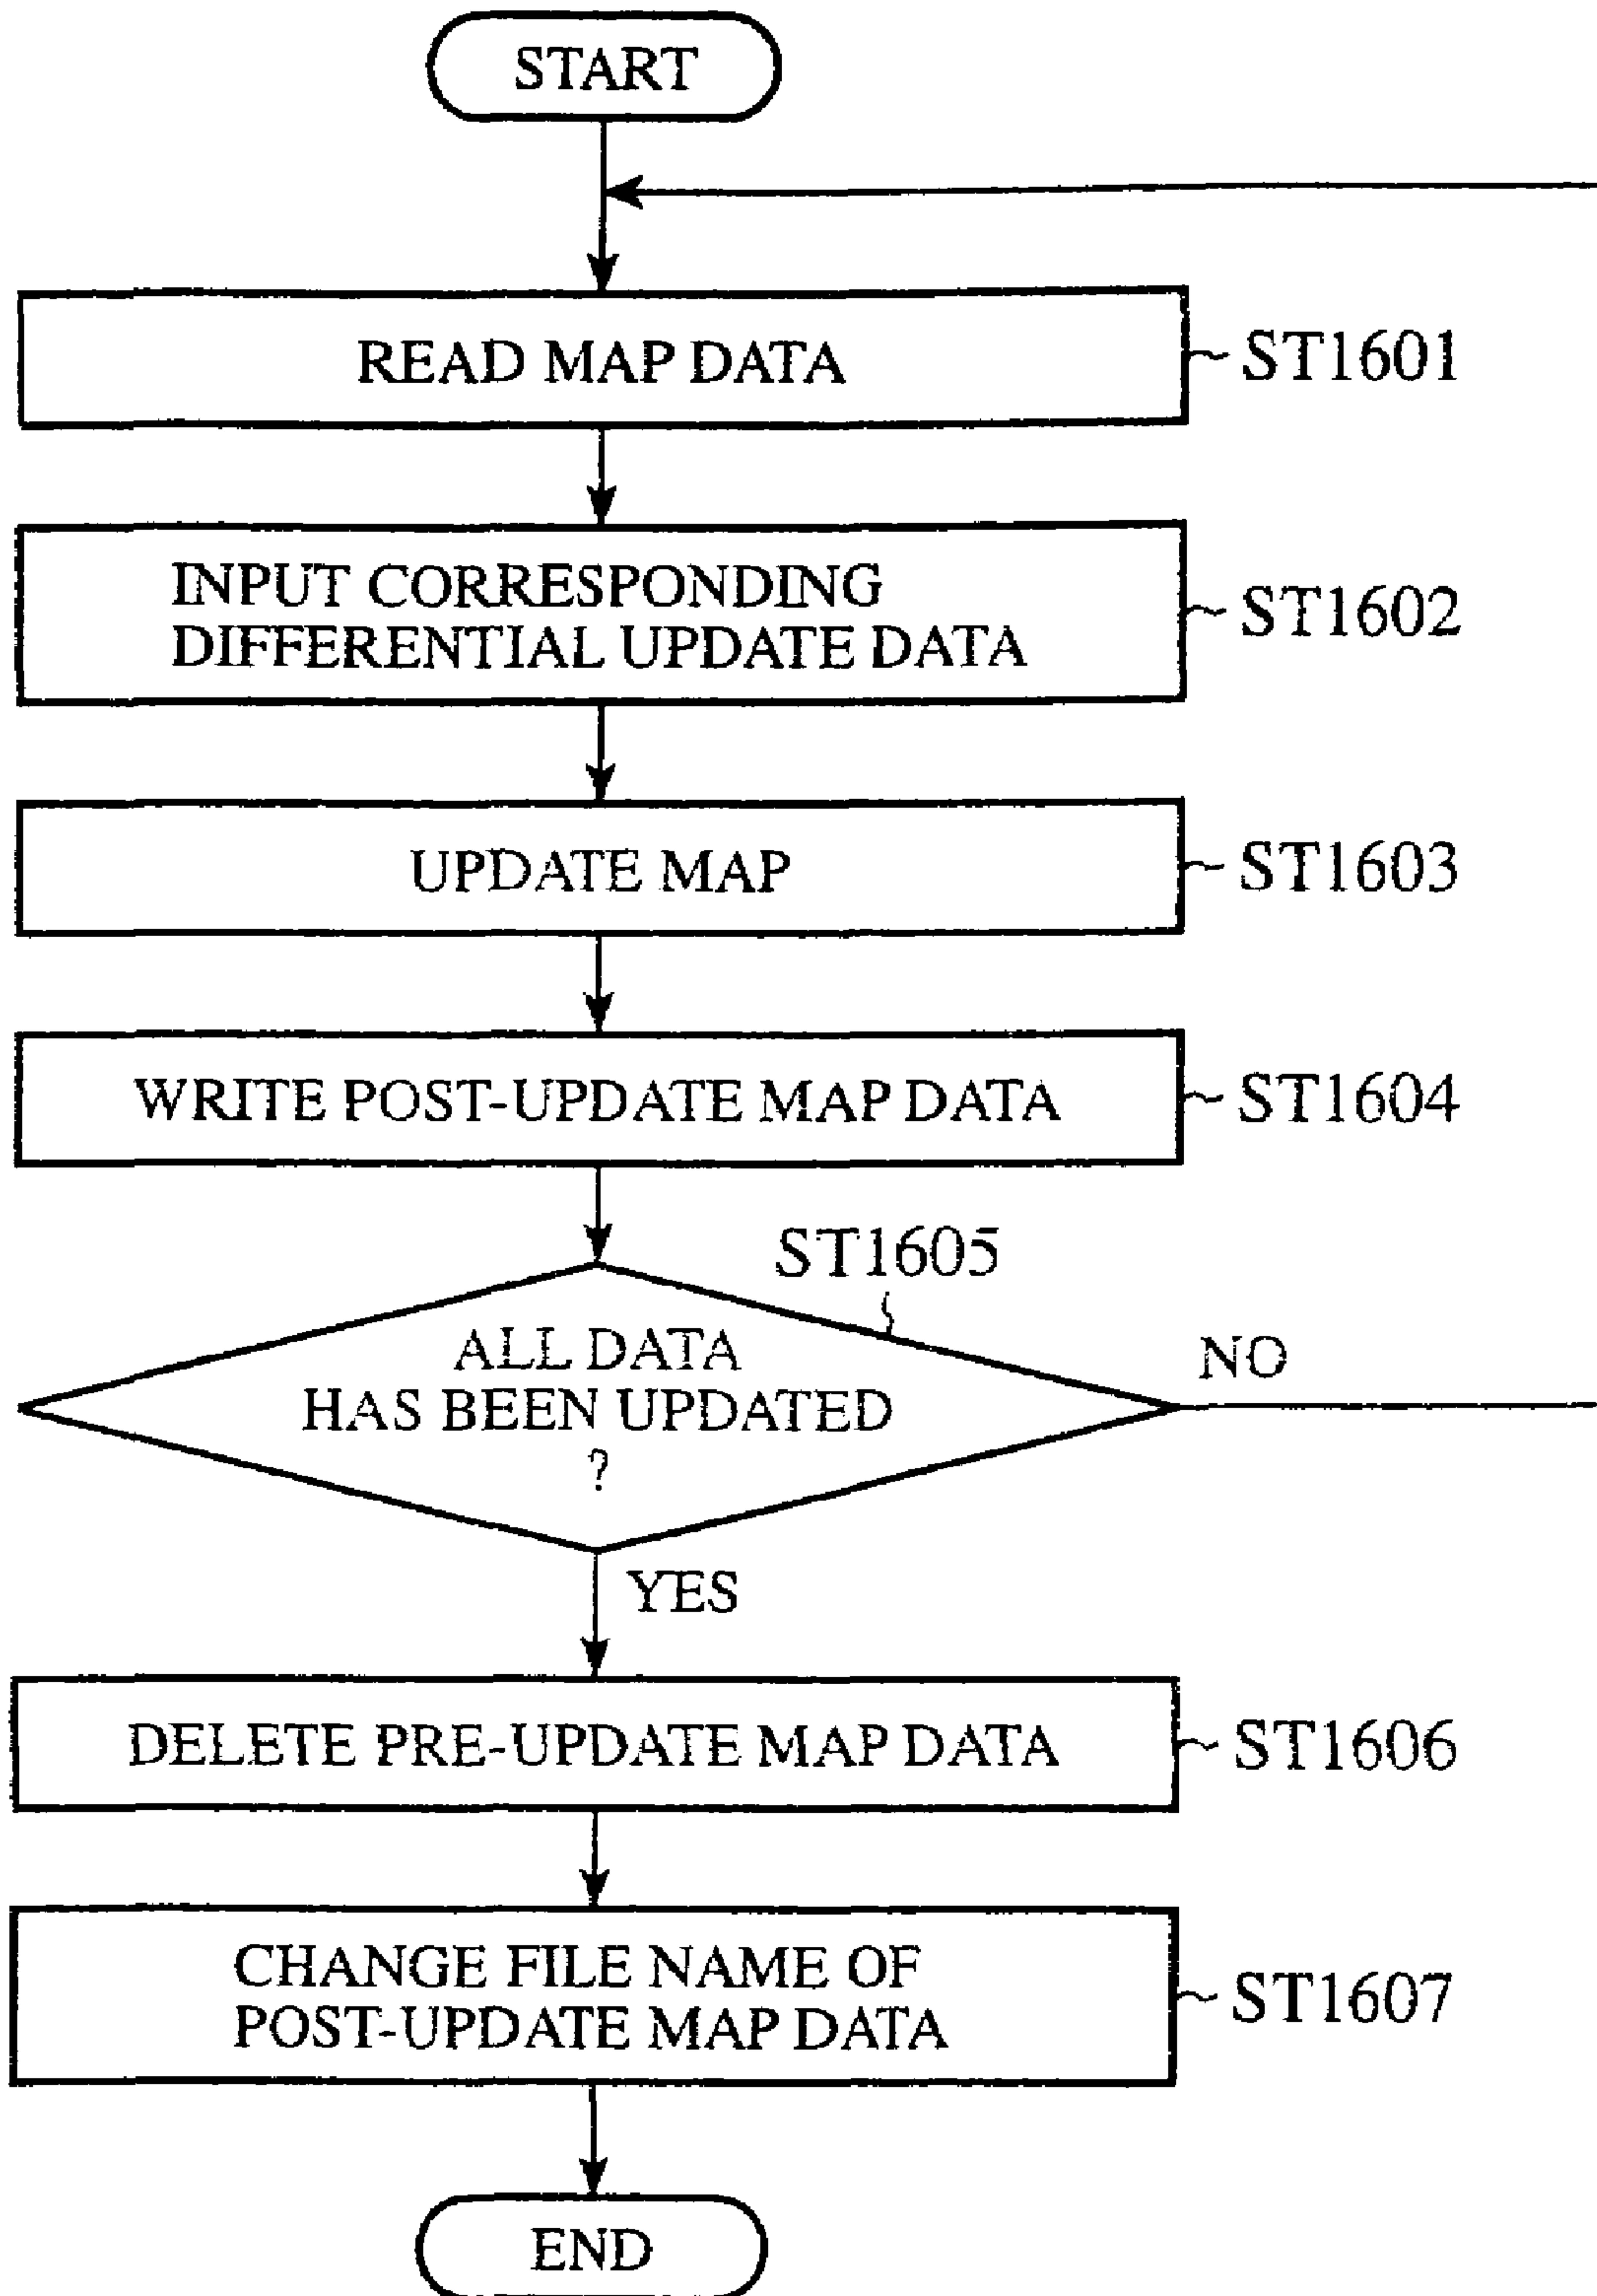 START
READ MAP DATA
ST1601
INPUT CORRESPONDING
DIFFERENTIAL UPDATE DATA
ST1602
UPDATE MAP
ST1603
WRITE POST-UPDATE MAP DATA
ST1604
ST1605
ALL DATA
HAS BEEN UPDATED
?
NO
YES
DELETE PRE-UPDATE MAP DATA
ST1606
CHANGE FILE NAME OF
POST-UPDATE MAP DATA
ST1607
END